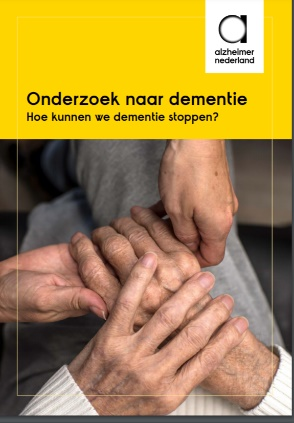 alzheimer
nederland
Onderzoek naar dementie
Hoe kunnen we dementie stoppen?